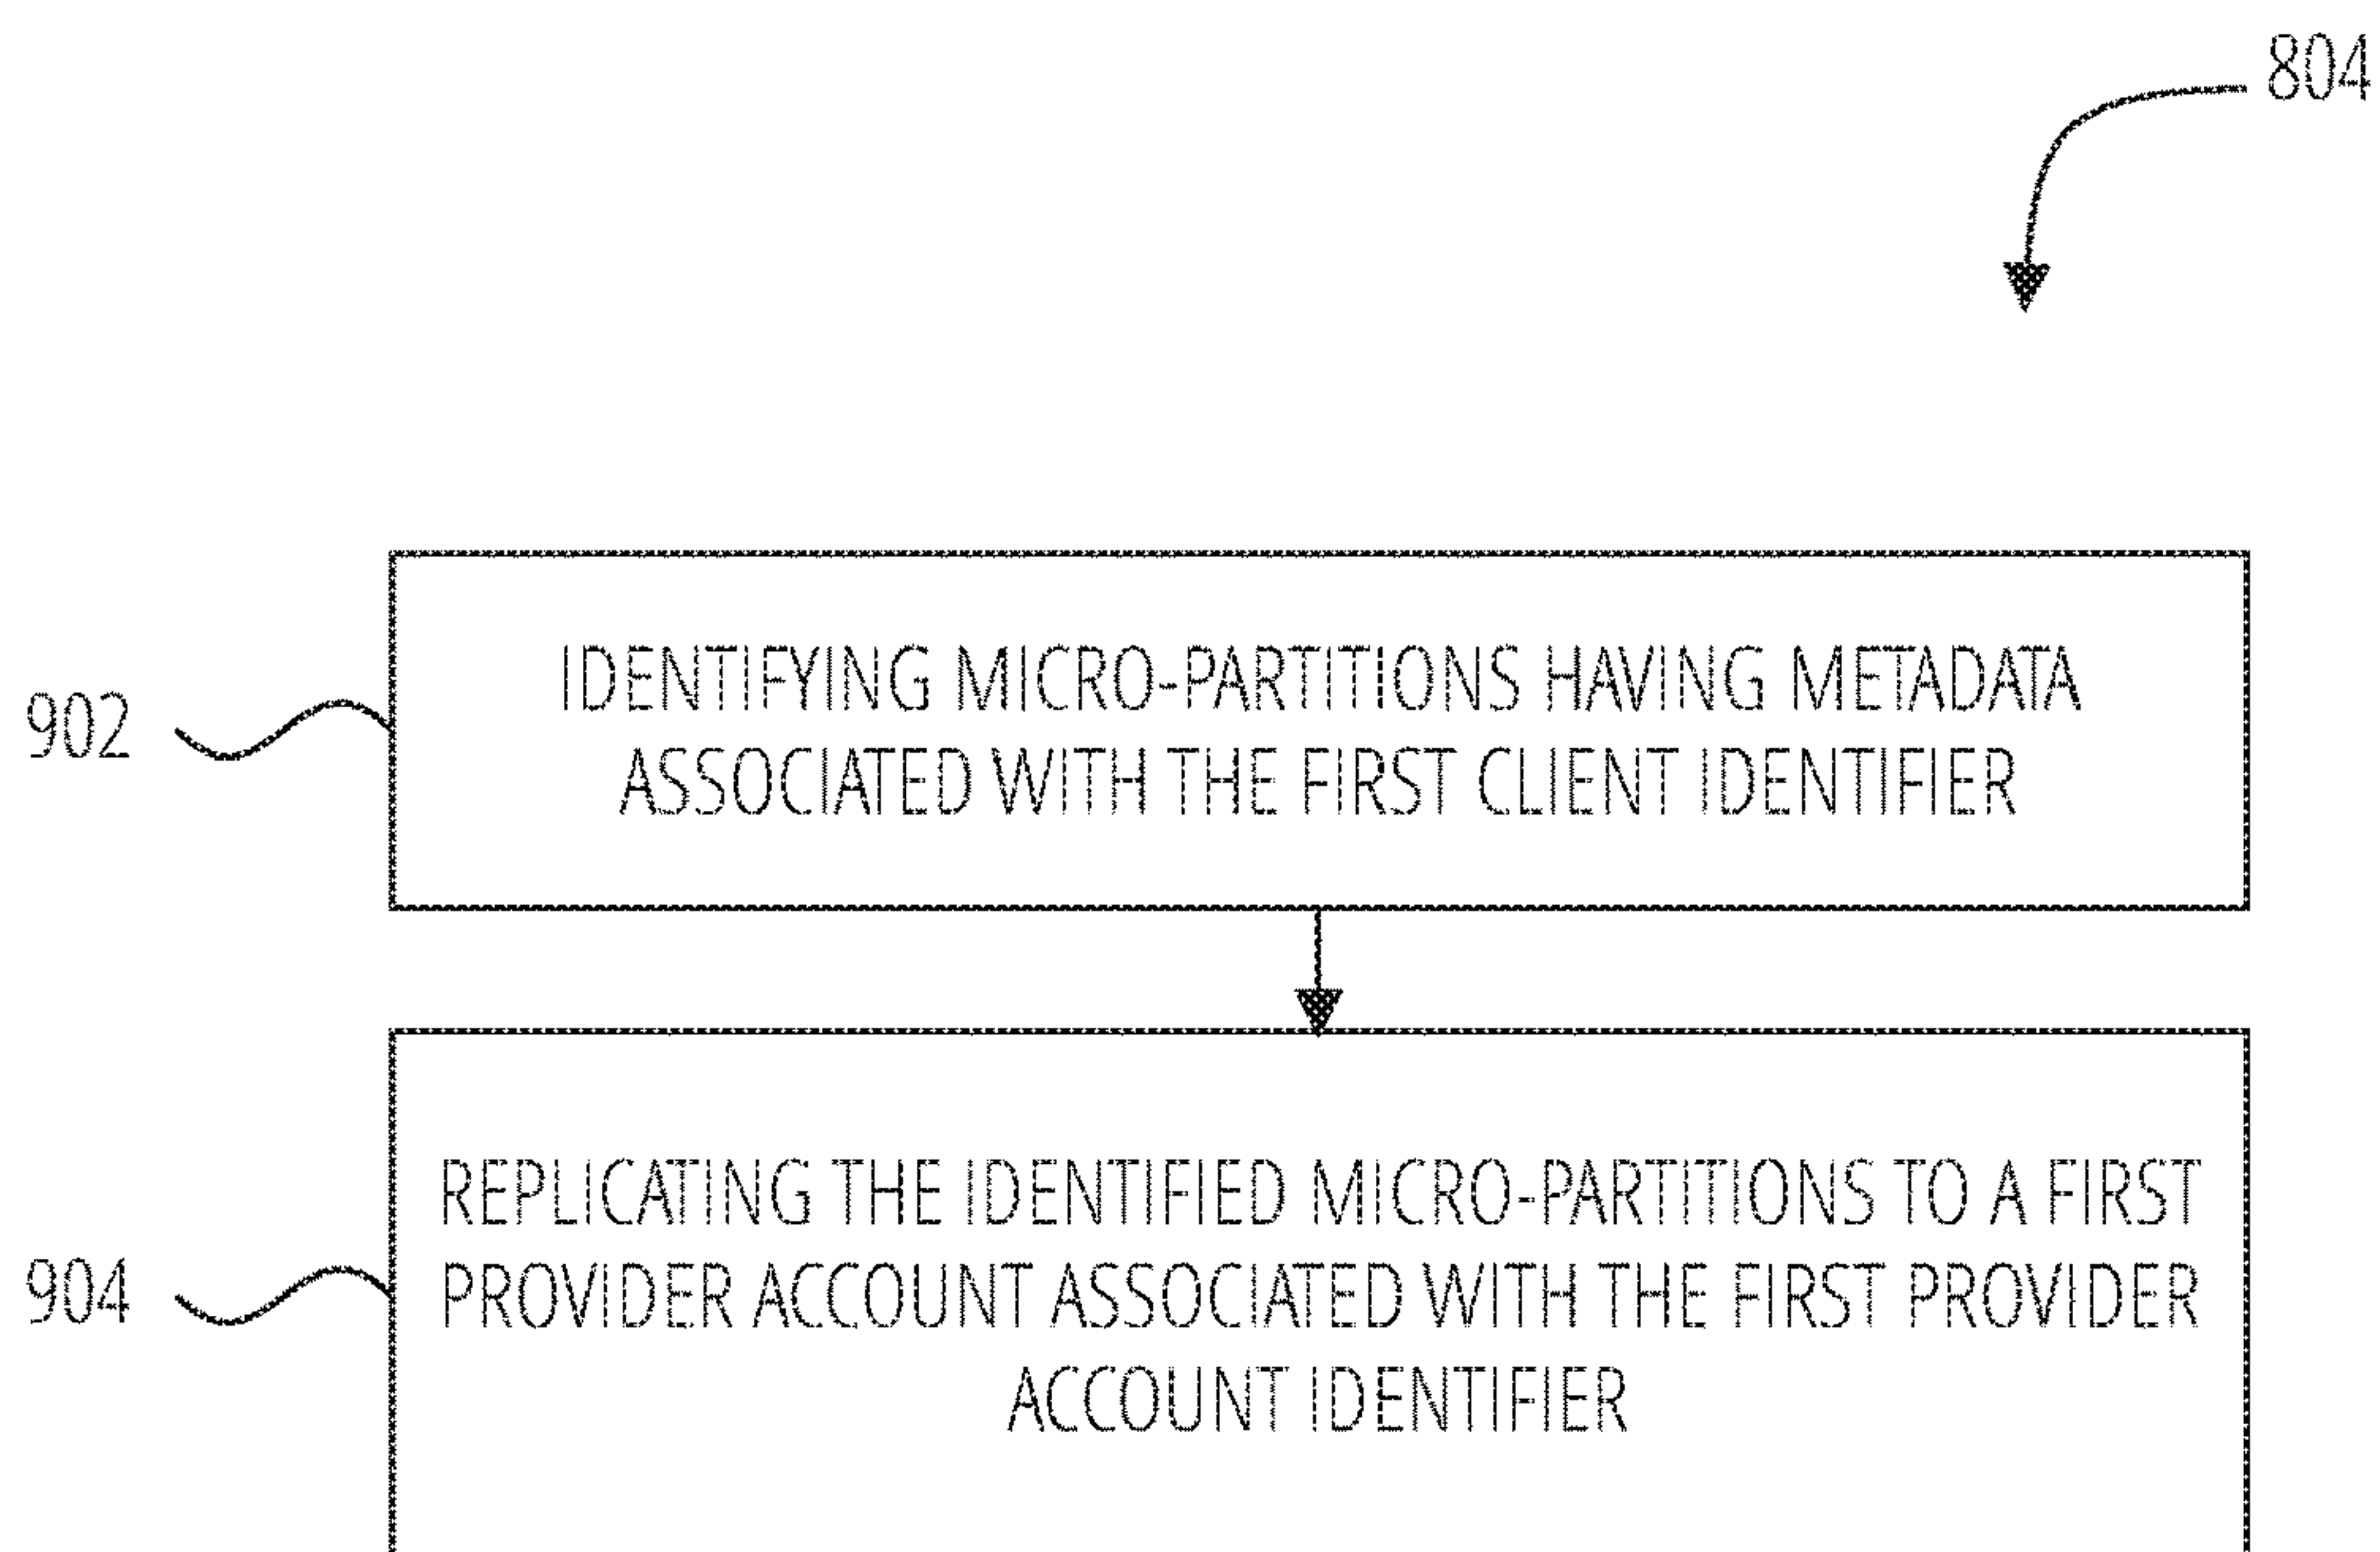 804
IDENTIFYING MICRO-PARTITIONS HAVING METADATA
902
ASSOCIATED WITH THE FIRST CLIENT IDENTIFIER
REPLICATING THE IDENTIFIED MICRO-PARTITIONS TO A FIRST
904
PROVIDER ACCOUNT ASSOCIATED WITH THE FIRST PROVIDER
ACCOUNT IDENTIFIER